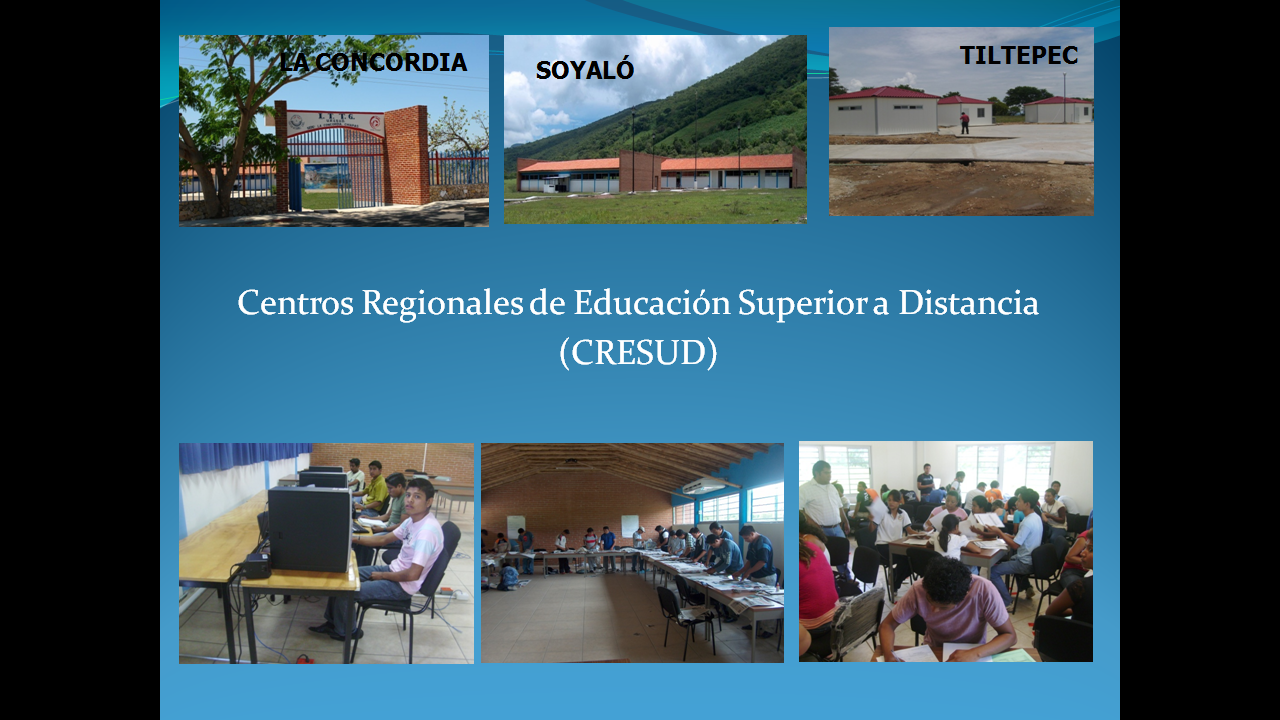 LA CONCORDIA
SOYALÓ
TILTEPEC
Centros Regionales de Educación Superior a Distancia
(CRESUD)